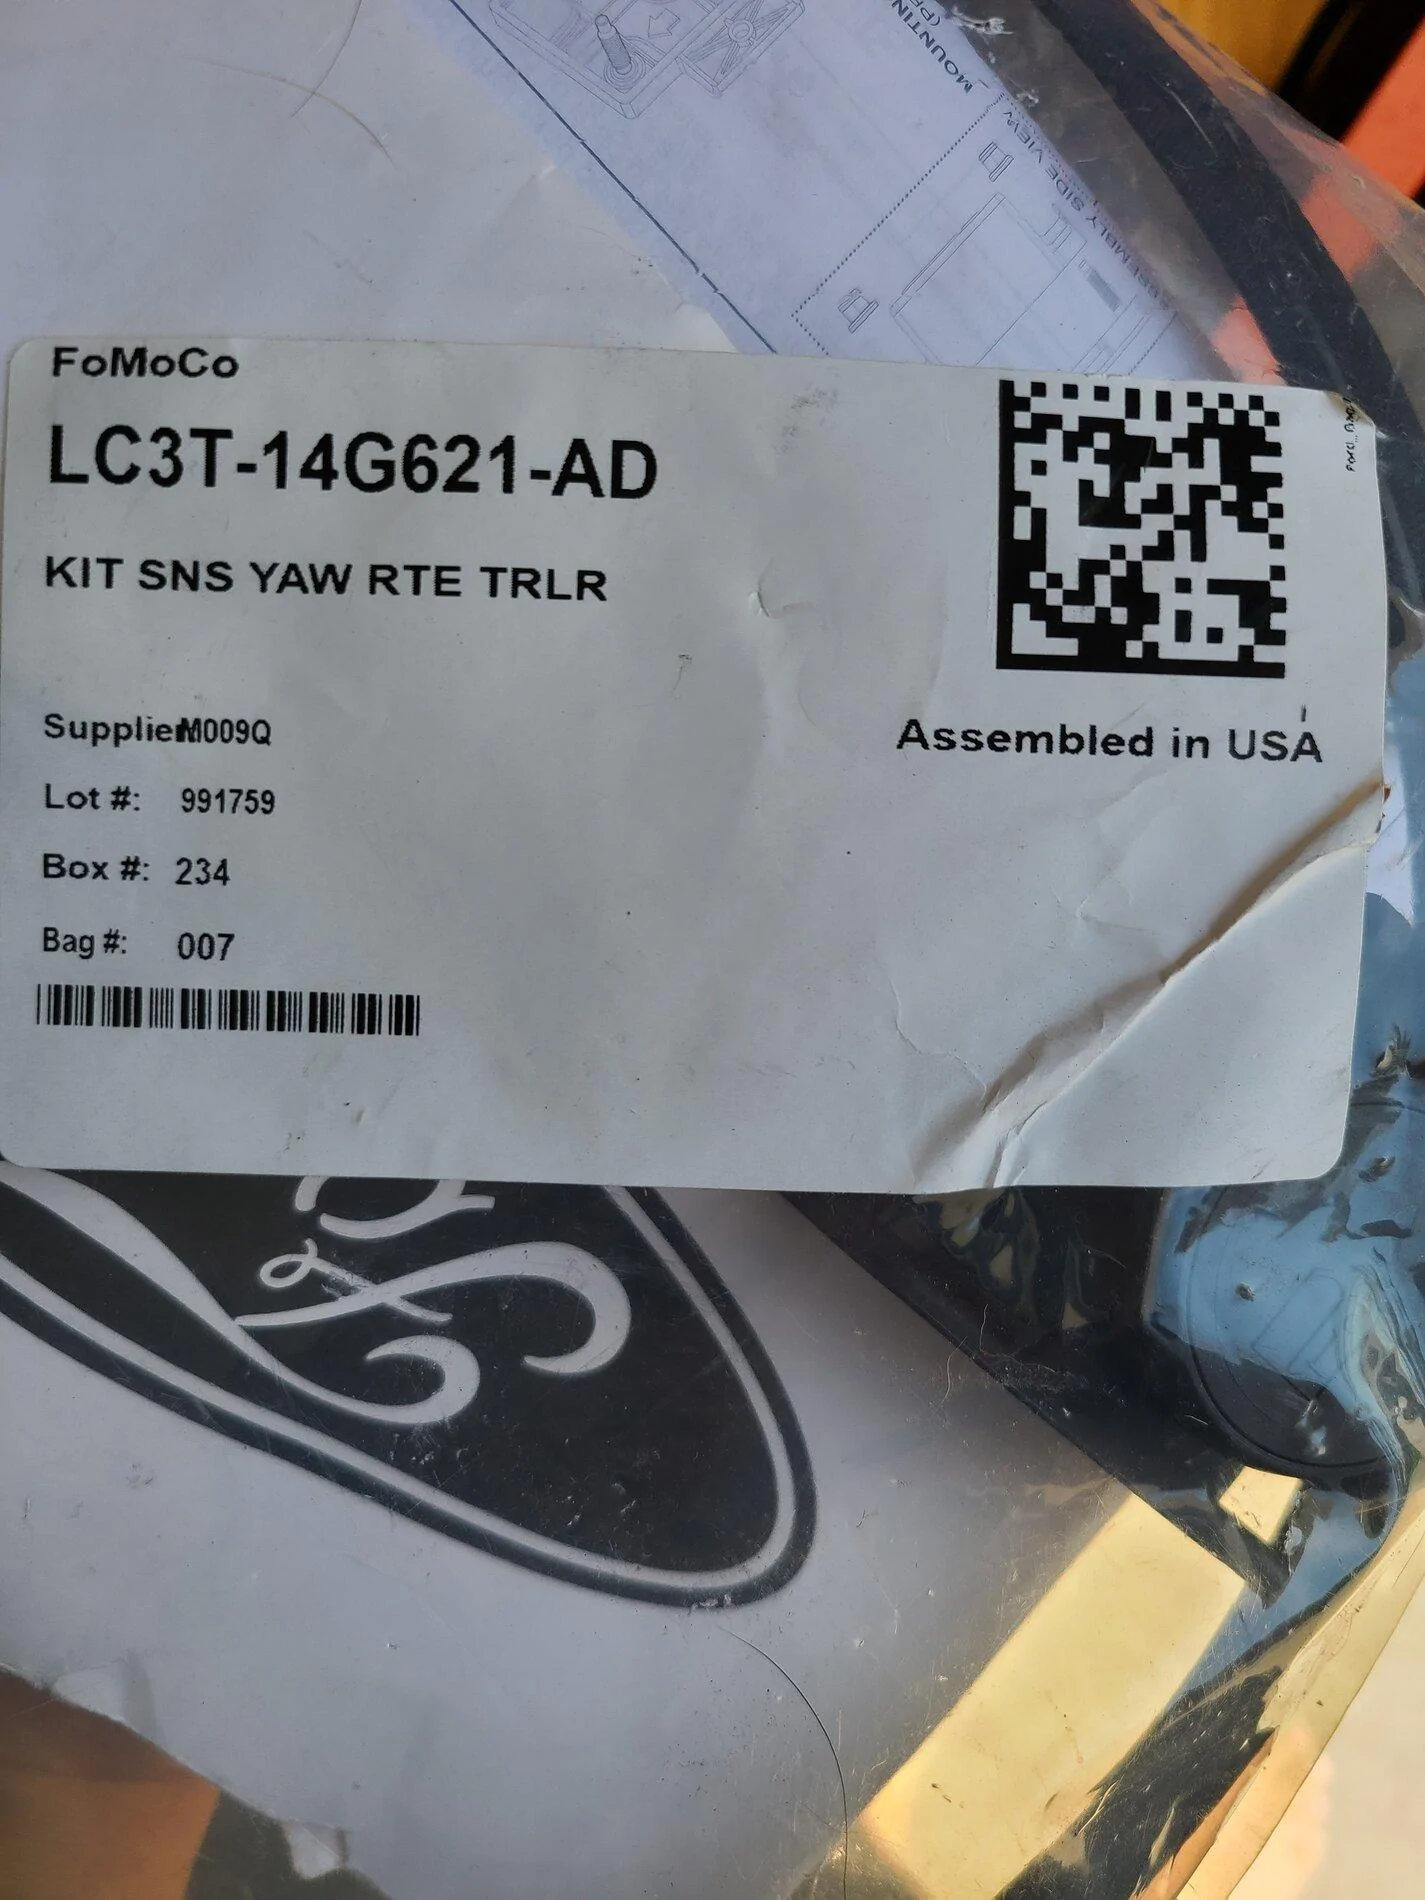 MOUNTIN
ASSEMBLY SIDE VIEW
FoMoCo
LC3T-14G621-AD
KIT SNS YAW RTE TRLR
Supplier M009Q
Lot #: 991759
Box #: 234
Bag #: 007
Assembled in USA